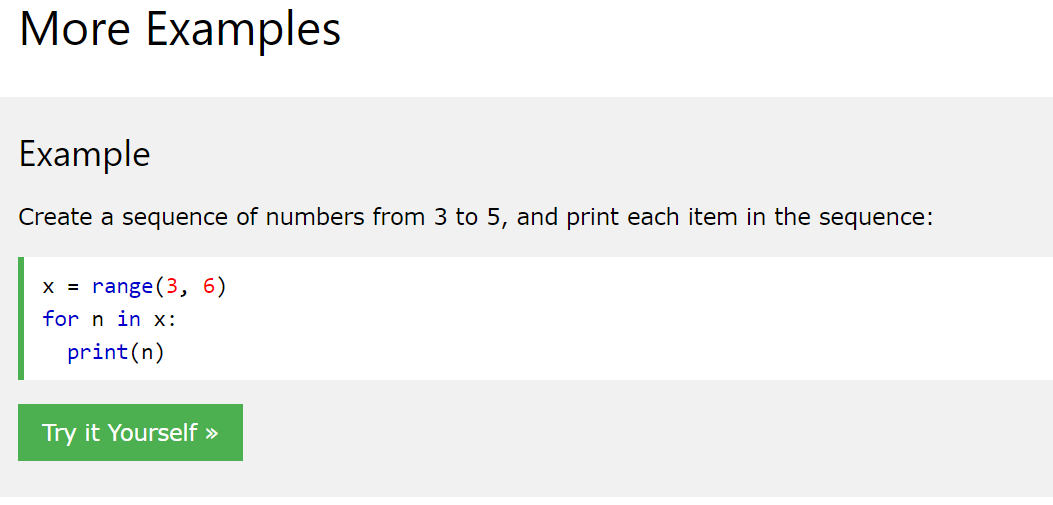 More Examples
Example
Create a sequence of numbers from 3 to 5, and print each item in the sequence:
x = range(3, 6)
for n in x:
  print(n)
Try it Yourself »